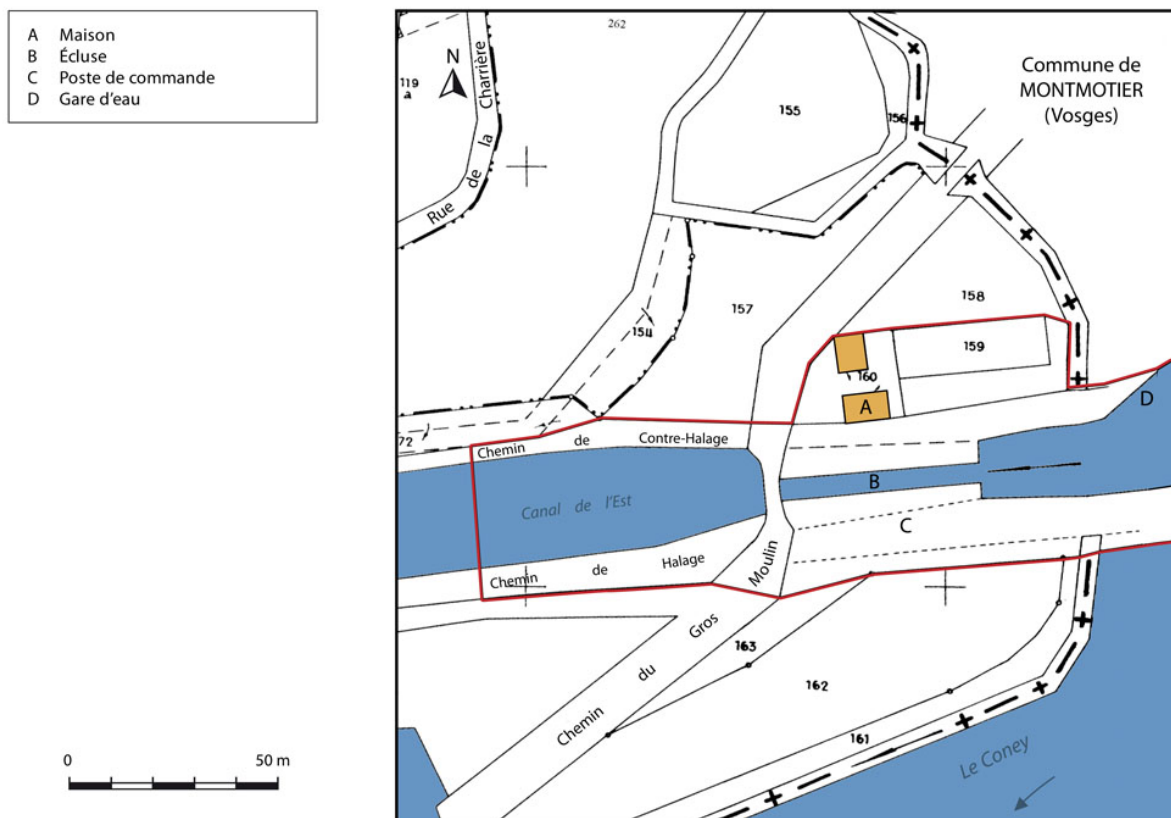 A Maison
B Écluse
C Poste de commande
D Gare d'eau
262
N
119
a
Rue de la Charrière
155
156
Commune de
MONTMOTIER
(Vosges)
154
157
158
159
160
A
D
72
Chemin de Contre-Halage
Canal de l'Est
B
C
Chemin de Halage
Chemin du Gros Moulin
163
162
161
Le Coney
0 50 m